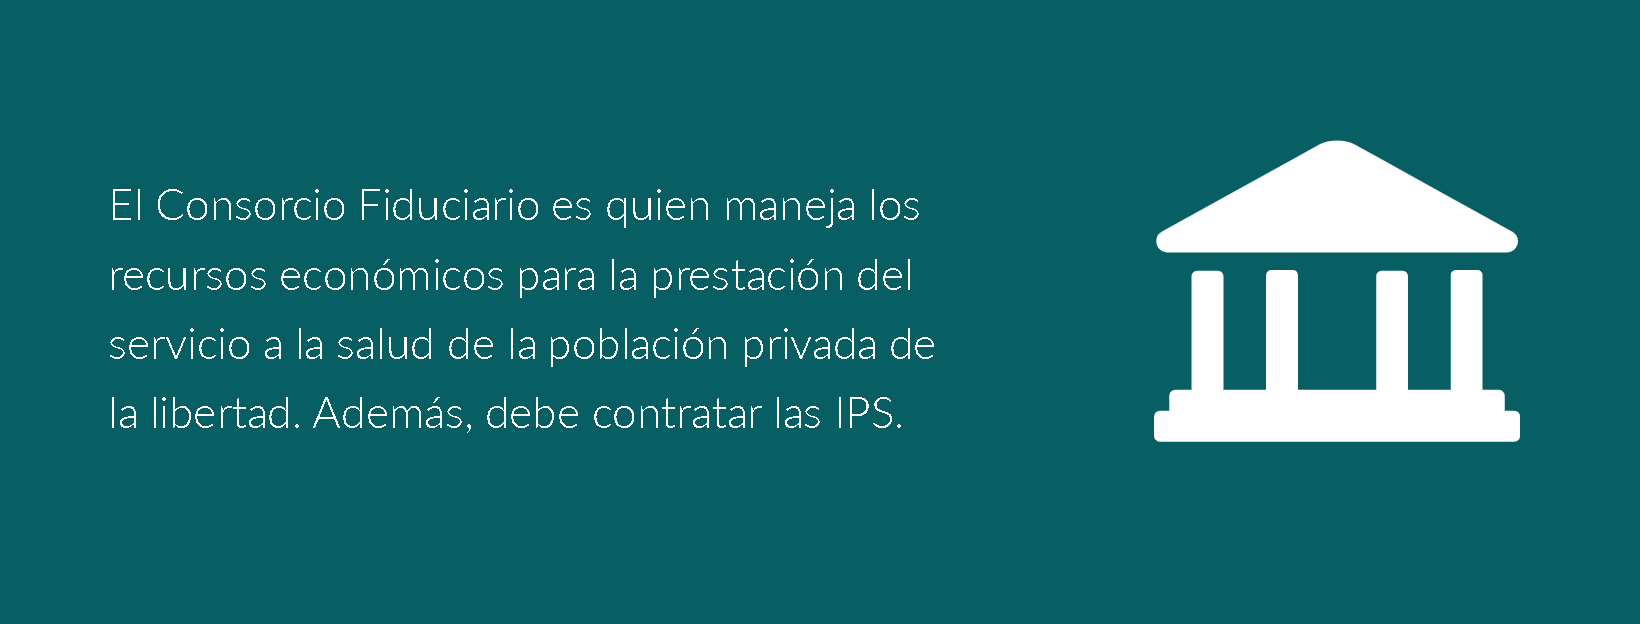 El Consorcio Fiduciario es quien maneja los
recursos económicos para la prestación del
servicio a la salud de la población privada de
la libertad. Además, debe contratar las IPS.